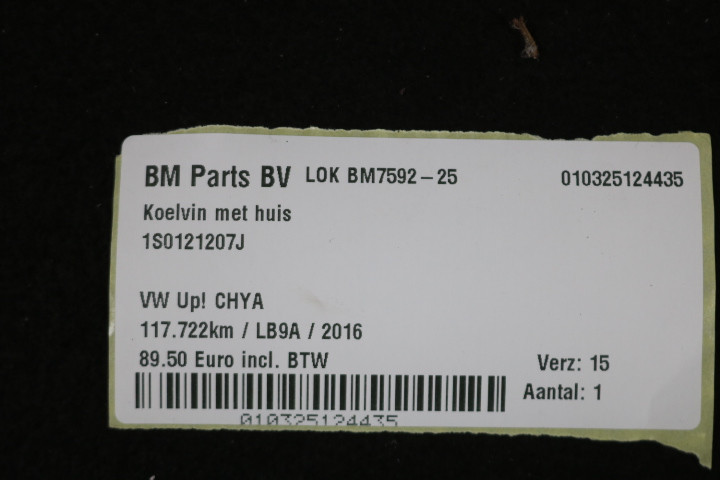 BM Parts BV LOK BM7592-25 010325124435
Koelvin met huis
1S0121207J
VW Up! CHYA
117.722km / LB9A / 2016
89.50 Euro incl. BTW Verz: 15
Aantal: 1
010325124435